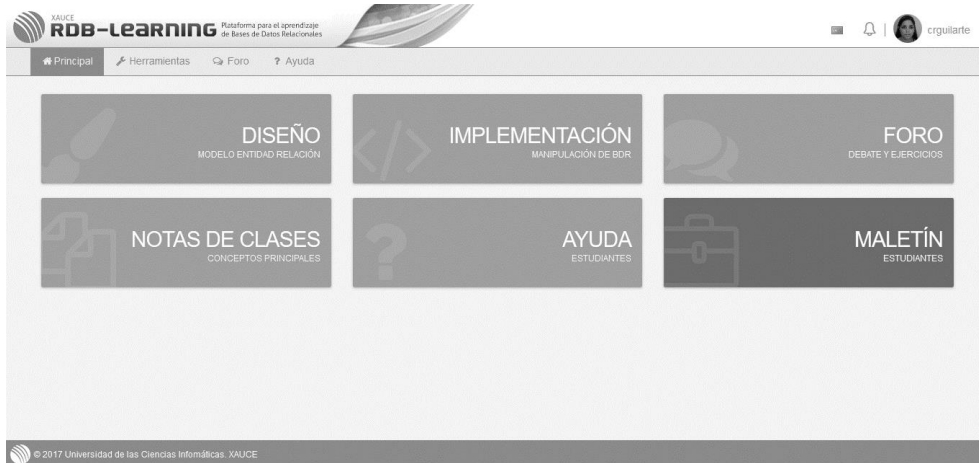 XAUCE
RDB-Learning
Plataforma para el aprendizaje
de Bases de Datos Relacionales
crguilarte
Principal
Herramientas
Foro
? Ayuda
DISEÑO
MODELO ENTIDAD RELACIÓN
IMPLEMENTACIÓN
MANIPULACIÓN DE BDR
FORO
DEBATE Y EJERCICIOS
NOTAS DE CLASES
CONCEPTOS PRINCIPALES
AYUDA
ESTUDIANTES
MALETÍN
ESTUDIANTES
© 2017 Universidad de las Ciencias Infomáticas. XAUCE